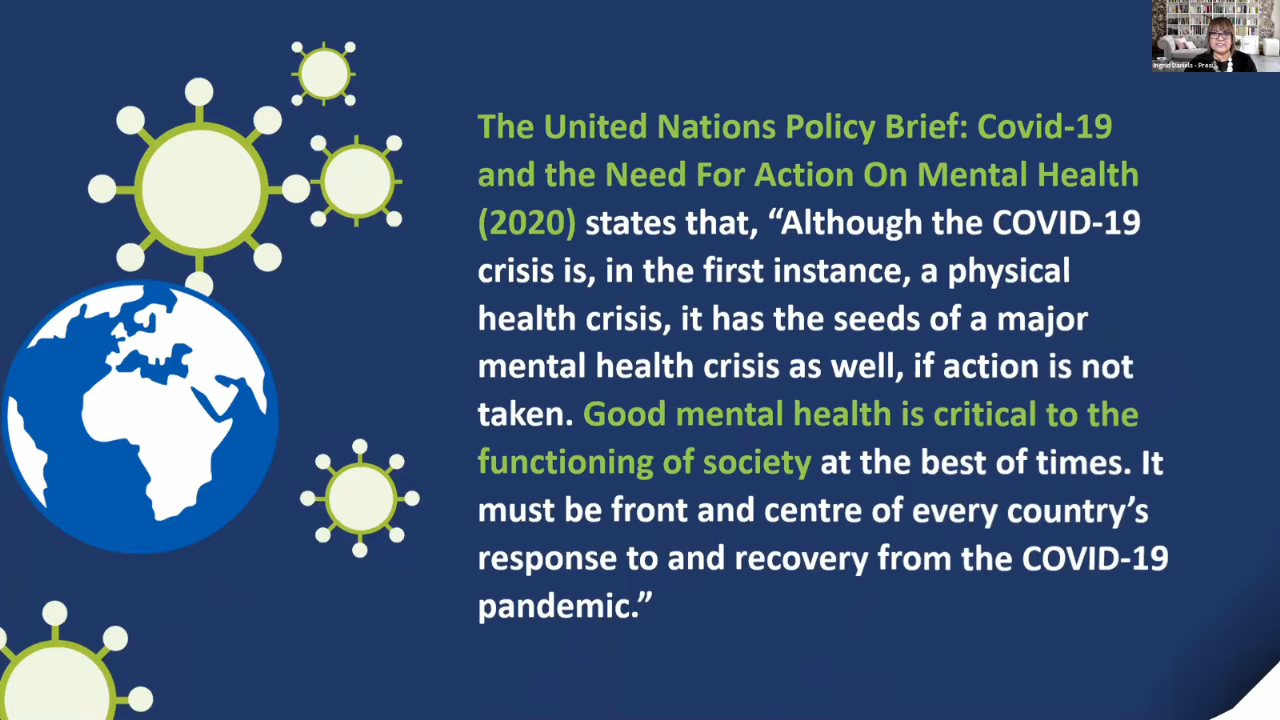 The United Nations Policy Brief: Covid-19
and the Need For Action On Mental Health
(2020) states that, “Although the COVID-19
crisis is, in the first instance, a physical
health crisis, it has the seeds of a major
mental health crisis as well, if action is not
taken. Good mental health is critical to the
functioning of society at the best of times. It
must be front and centre of every country’s
response to and recovery from the COVID-19
pandemic.”
Ingrid Daniels - Presi...